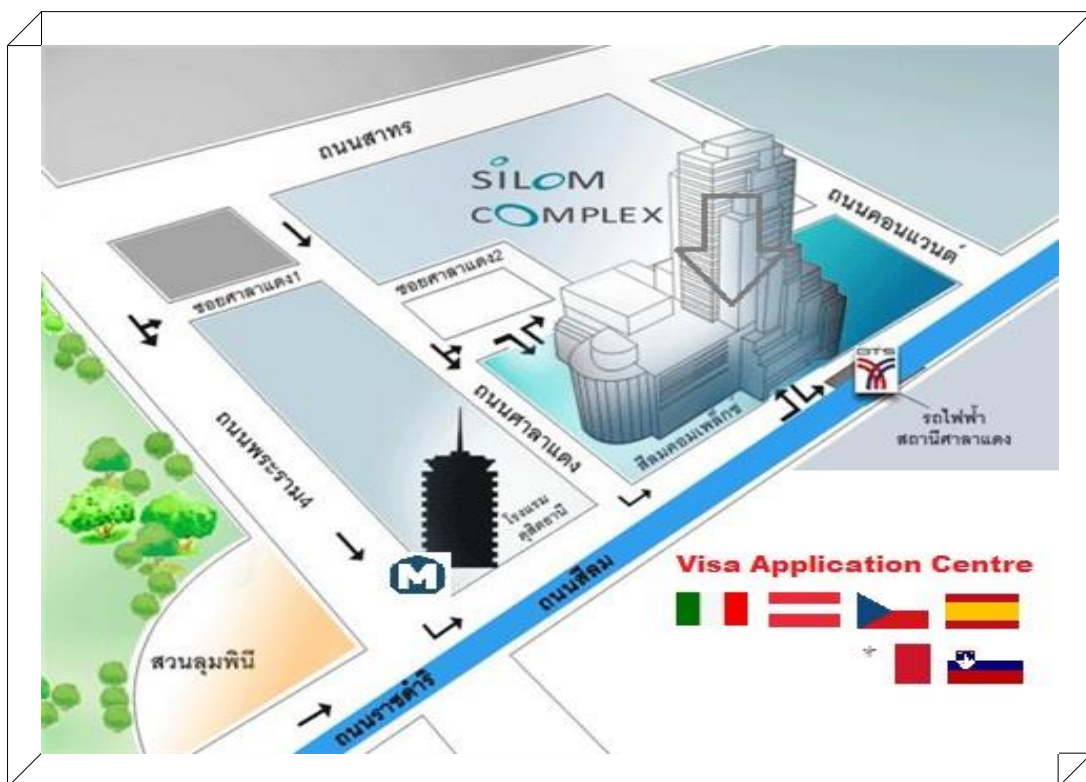 ถนนสาทร
SILOM
COMPLEX
ถนนคอนแวนต์
ซอยศาลาแดง1
ซอยศาลาแดง2
BTS
รถไฟฟ้า
สถานีศาลาแดง
สีลมคอมเพล็กซ์
ถนนศาลาแดง
ถนนพระราม4
โรงแรม
ดุสิตธานี
M
ถนนสีลม
Visa Application Centre
สวนลุมพินี
ถนนราชดำริ